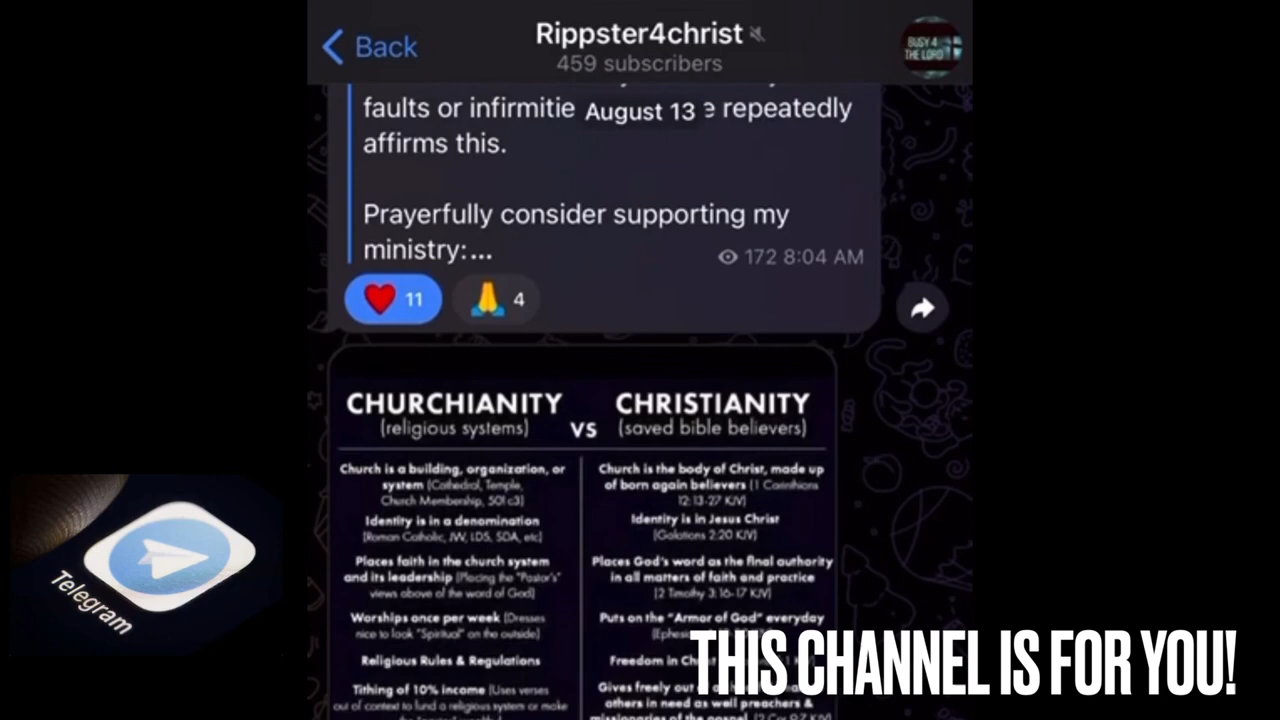 Back
Rippster4christ
459 subscribers
BUSY 4
THE LORD
faults or infirmitie
August 13
e repeatedly
affirms this.
Prayerfully consider supporting my
ministry:...
172 8:04 AM
11
4
CHURCHIANITY
(religious systems)
VS
CHRISTIANITY
(saved bible believers)
Church is a building, organization, or
system (Cathedral, Temple,
Church Membership, 501c3)
Church is the body of Christ, made up
of born again believers (1 Corinthians
12:13-27 KJV)
Identity is in a denomination
(Roman Catholic, JW, LDS, SDA, etc)
Identity is in Jesus Christ
(Galatians 2:20 KJV)
Places faith in the church system
and its leadership (Placing the "Pastor's"
views above of the word of God)
Places God's word as the final authority
in all matters of faith and practice
(2 Timothy 3:16-17 KJV)
Worships once per week (Dresses
nice to look "Spiritual" on the outside)
Puts on the "Armor of God" everyday
Religious Rules & Regulations
Freedom in
Tithing of 10% income (Uses verses
out of context to fund a religious system or make
Gives freely out
others in need as well preachers &
missionaries of the gospel
Telegram
THIS CHANNEL IS FOR YOU!